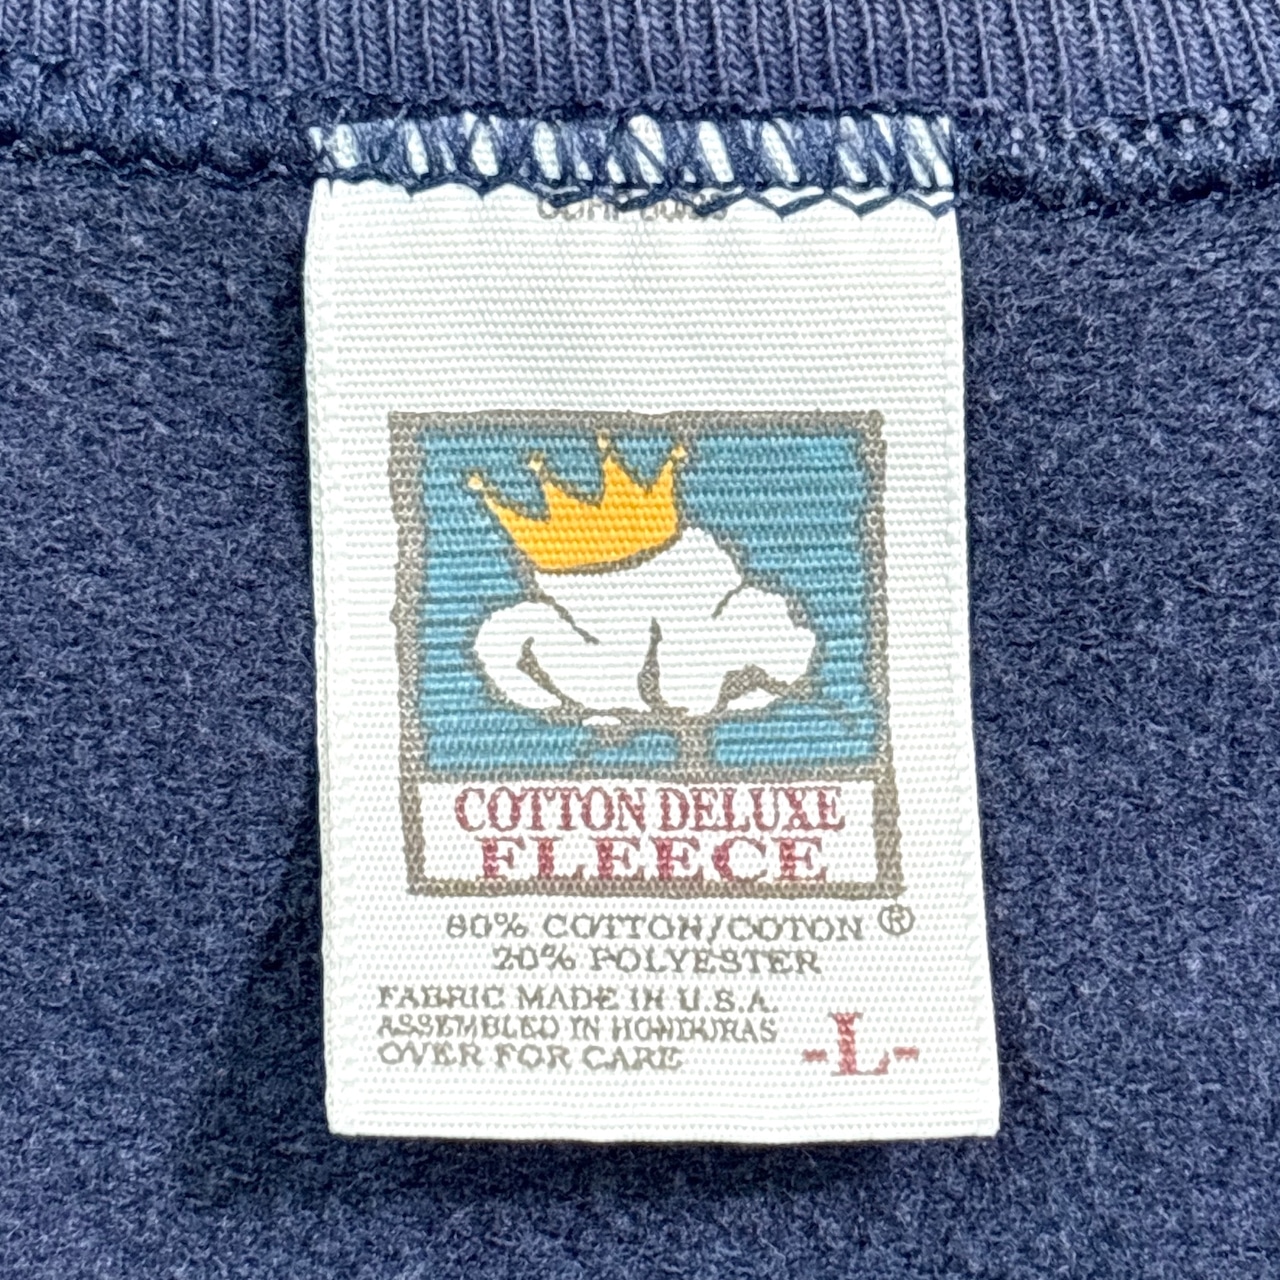 COTTON DELUXE
FLEECE
80% COTTON/COTON ®
20% POLYESTER
FABRIC MADE IN U.S.A.
ASSEMBLED IN HONDURAS
OVER FOR CARE
-L-